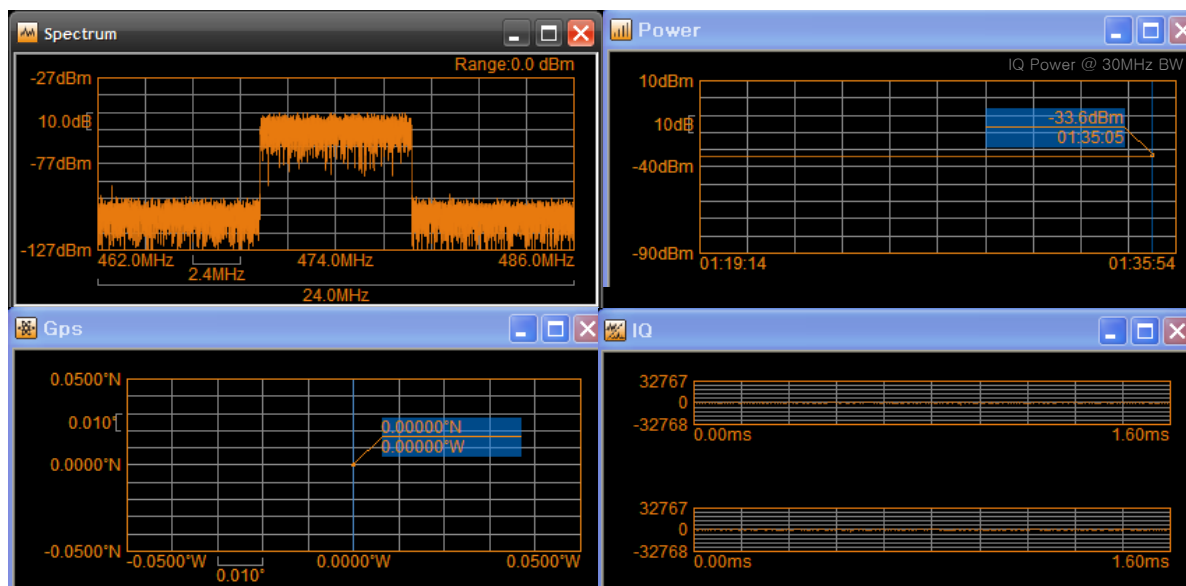 Spectrum
Range:0.0 dBm
-27dBm
10.0dB
-77dBm
-127dBm
462.0MHz 474.0MHz 486.0MHz
2.4MHz
24.0MHz
Power
IQ Power @ 30MHz BW
10dBm
10dB
-40dBm
-90dBm
-33.6dBm
01:35:05
01:19:14 01:35:54
Gps
0.0500°N
0.010°
0.0000°N
-0.0500°N
0.00000°N
0.00000°W
-0.0500°W 0.0000°W 0.0500°W
0.010°
IQ
32767
0
-32768
0.00ms 1.60ms
32767
0
-32768
0.00ms 1.60ms